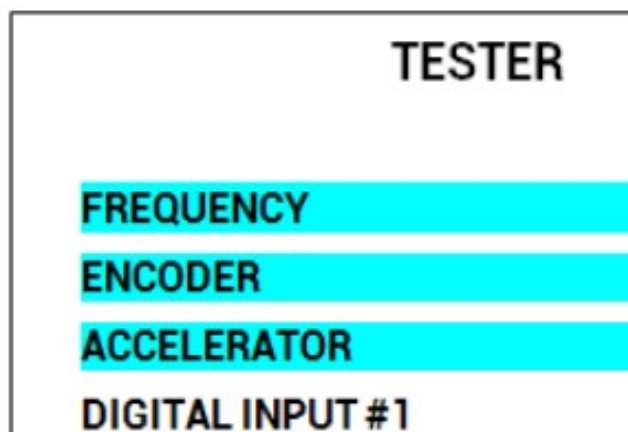 TESTER
FREQUENCY
ENCODER
ACCELERATOR
DIGITAL INPUT #1